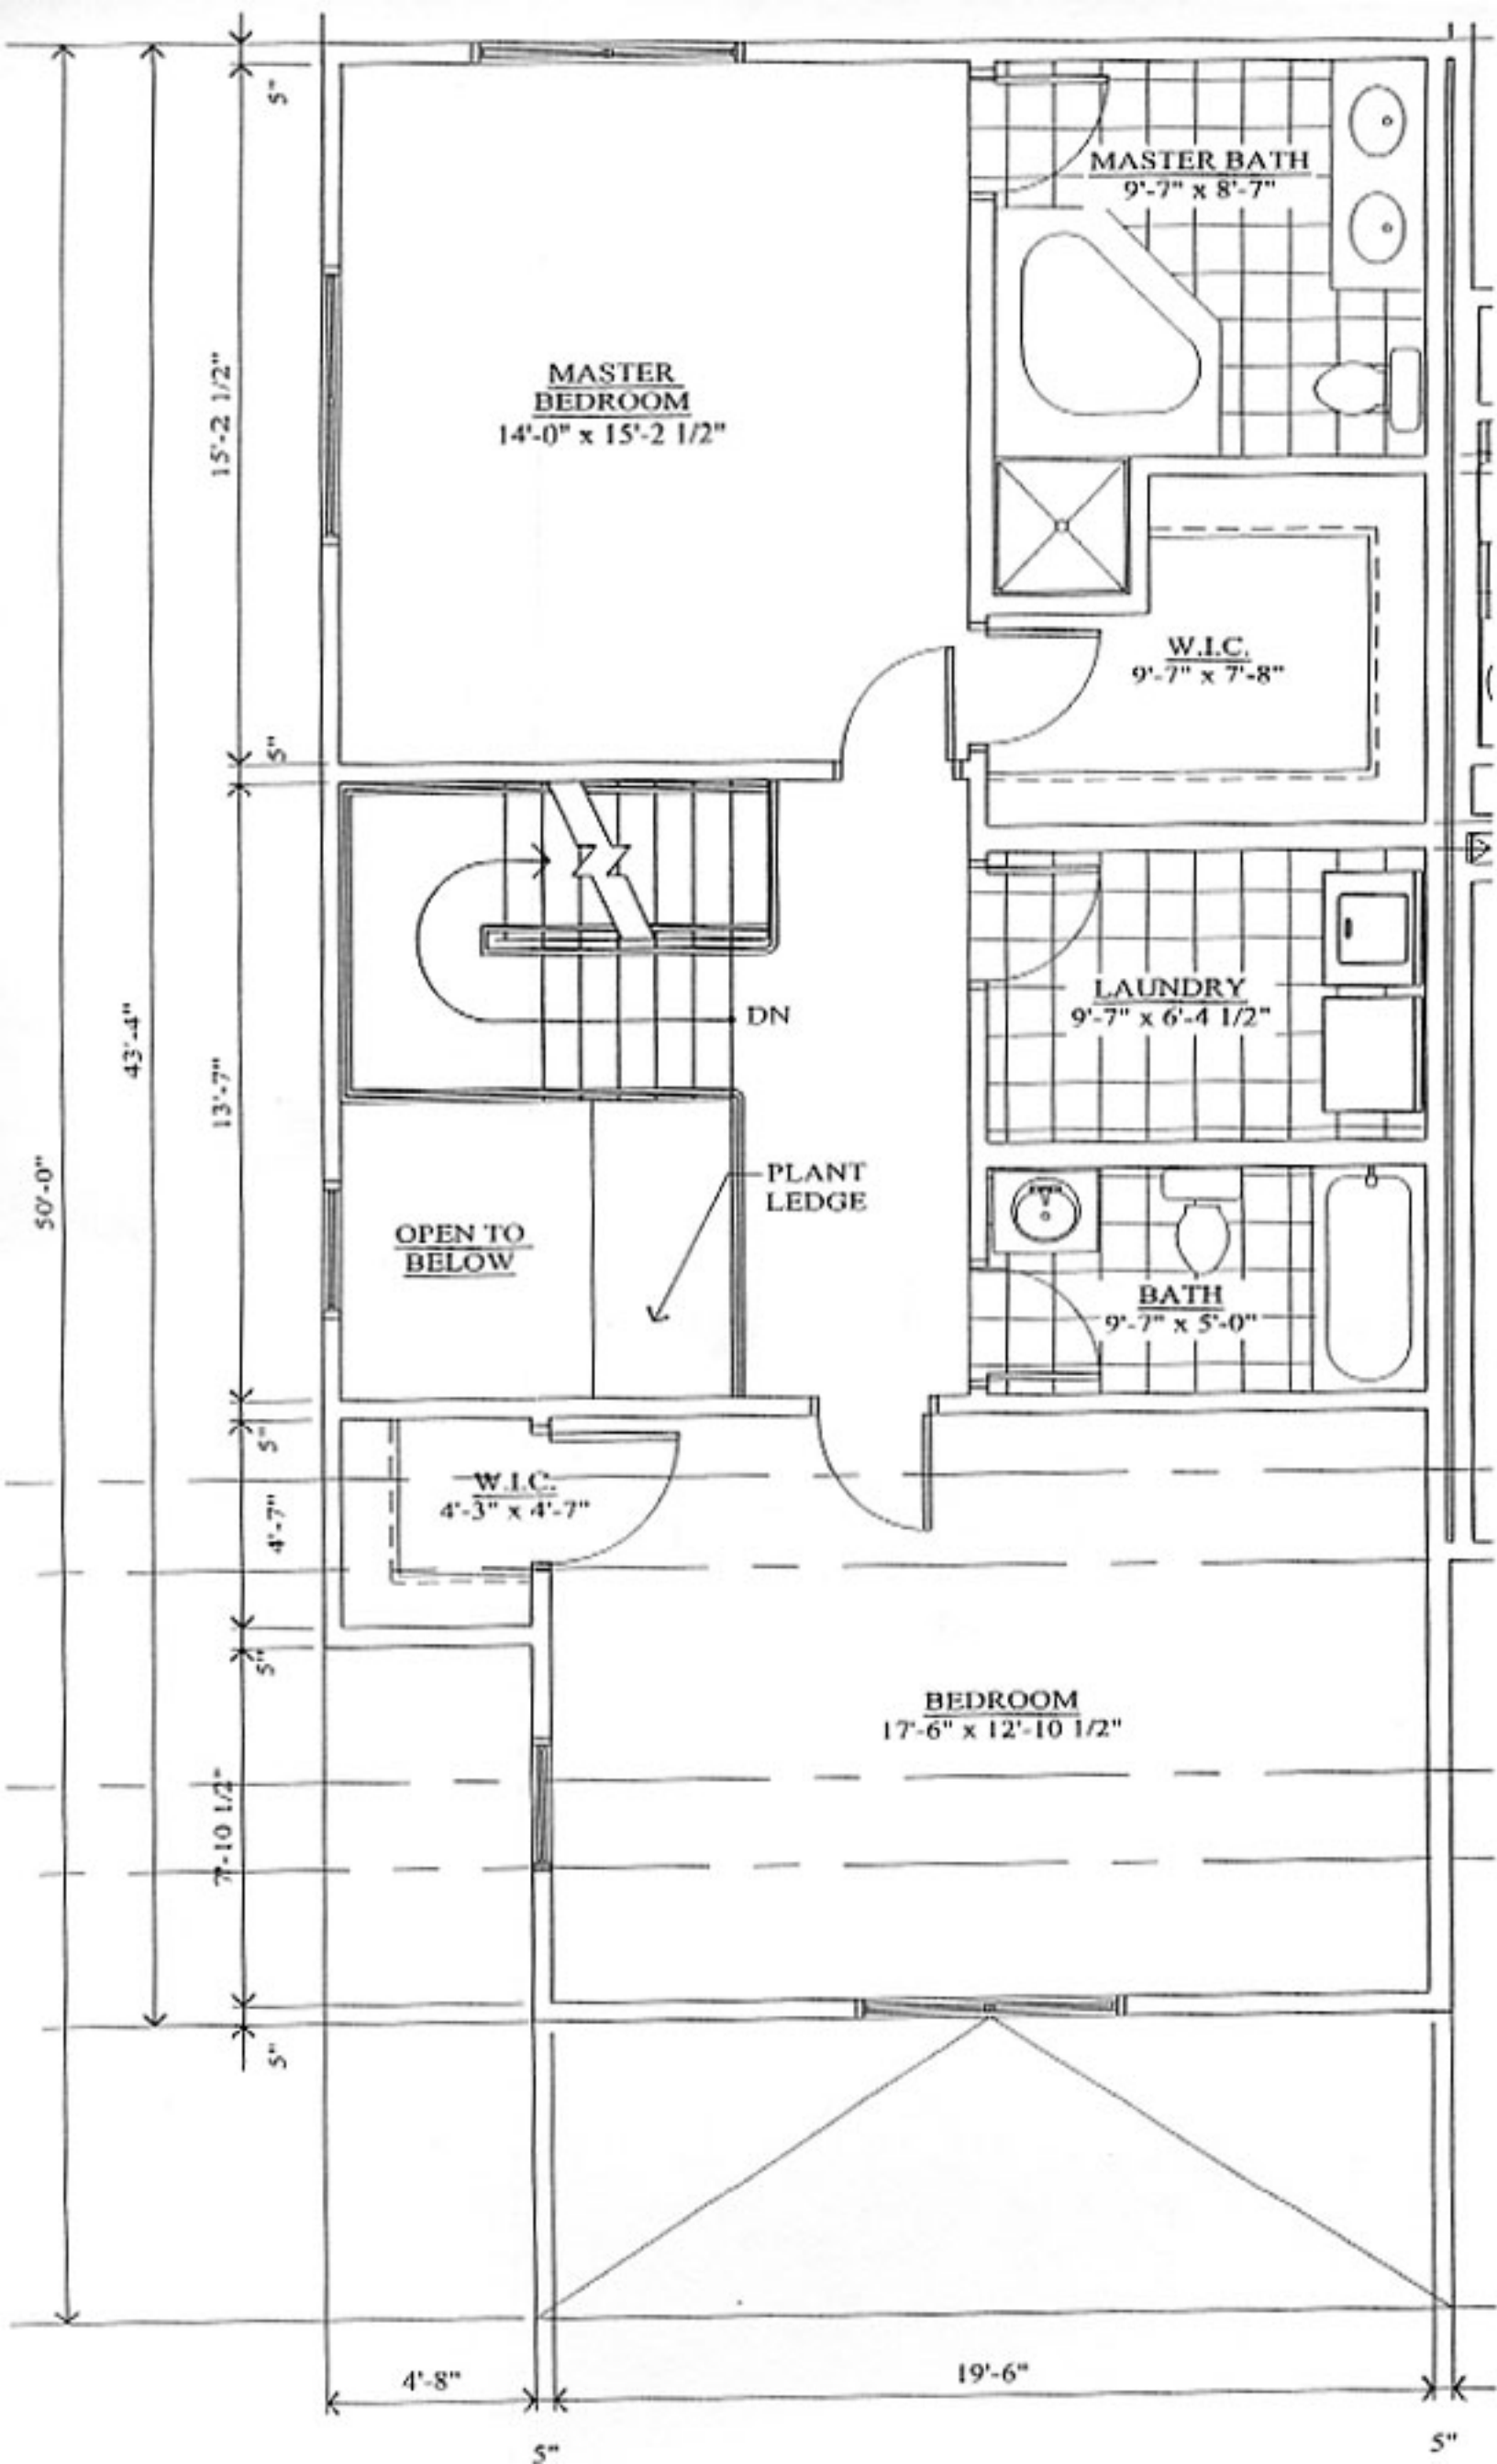 5"
MASTER BATH
9'-7" x 8'-7"
15'-2 1/2"
MASTER
BEDROOM
14'-0" x 15'-2 1/2"
W.I.C.
9'-7" x 7'-8"
5"
43'-4"
13'-7"
50'-0"
DN
LAUNDRY
9'-7" x 6'-4 1/2"
PLANT
LEDGE
OPEN TO
BELOW
BATH
9'-7" x 5'-0"
5"
W.I.C.
4'-3" x 4'-7"
4'-7"
5"
BEDROOM
17'-6" x 12'-10 1/2"
7'-10 1/2"
5"
4'-8"
19'-6"
5"
5"